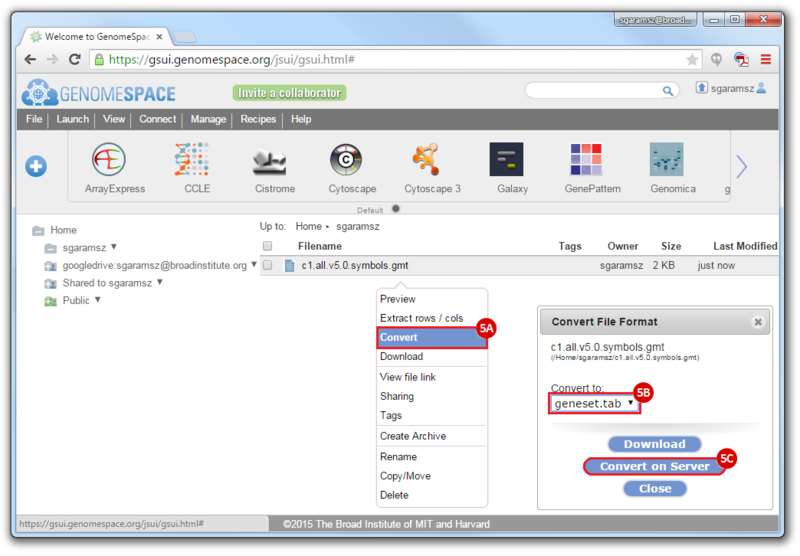 sgaramsz@broad...
Welcome to GenomeSpac
https://gsui.genomespace.org/jsui/gsui.html#
GENOMESPACE
Invite a collaborator
sgaramsz
File Launch View Connect Manage Recipes Help
ArrayExpress CCLE Cistrome Cytoscape Cytoscape 3 Galaxy GenePattern Genomica g
Default
Home
sgaramsz
googledrive:sgaramsz@broadinstitute.org
Shared to sgaramsz
Public
Up to: Home sgaramsz
Filename Tags Owner Size Last Modified
c1.all.v5.0.symbols.gmt sgaramsz 2 KB just now
Preview
Extract rows / cols
Convert
5A
Download
View file link
Sharing
Tags
Create Archive
Rename
Copy/Move
Delete
Convert File Format
c1.all.v5.0.symbols.gmt
(/Home/sgaramsz/c1.all.v5.0.symbols.gmt)
Convert to:
5B
geneset.tab
Download
5C
Convert on Server
Close
https://gsui.genomespace.org/jsui/gsui.html#
©2015 The Broad Institute of MIT and Harvard